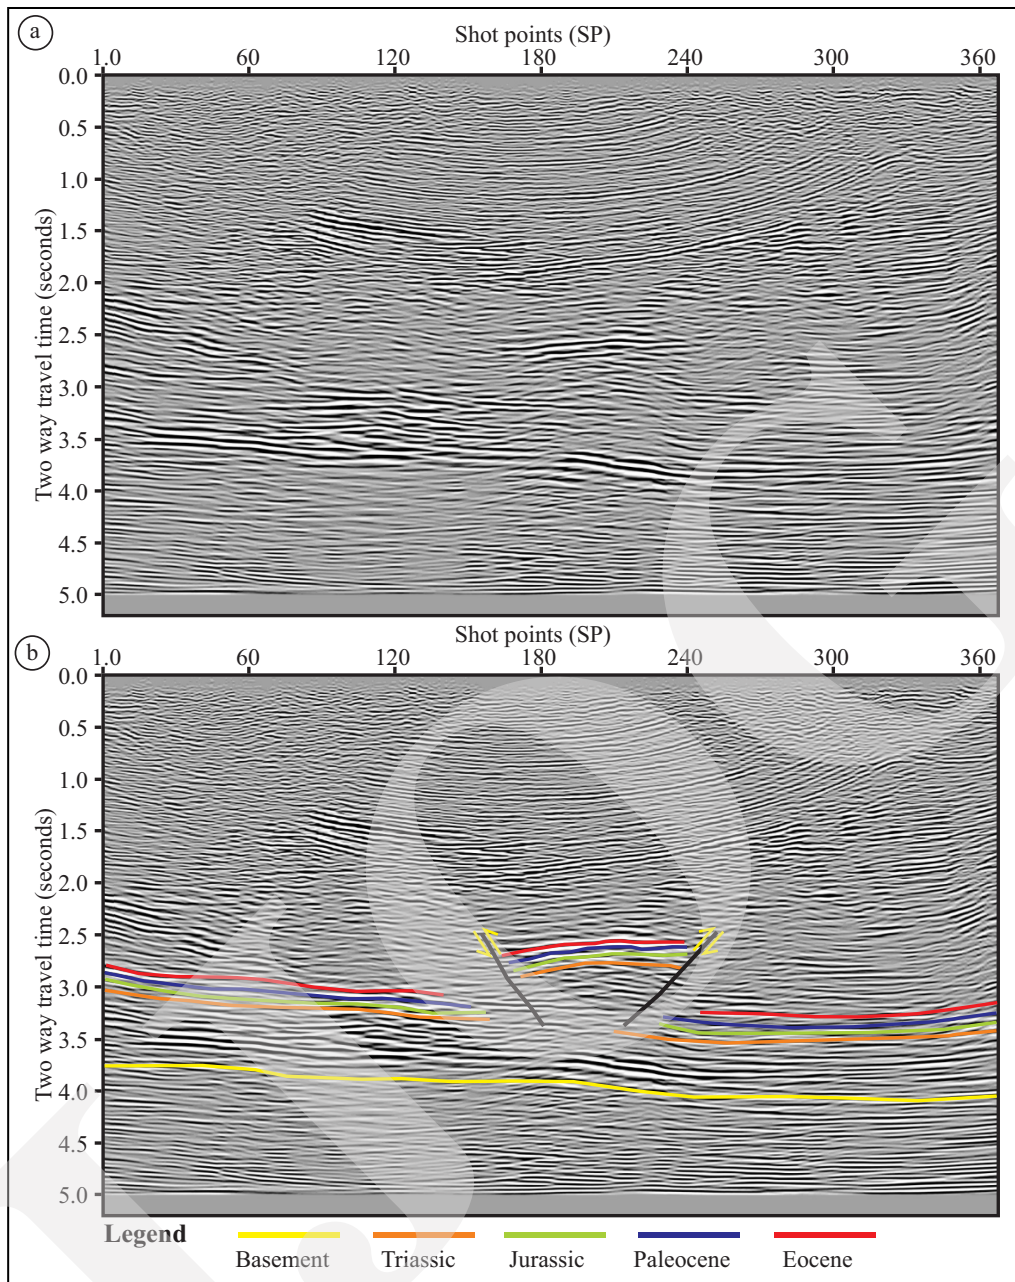 a
Shot points (SP)
1.0 60 120 180 240 300 360
Two way travel time (seconds)
0.0
0.5
1.0
1.5
2.0
2.5
3.0
3.5
4.0
4.5
5.0
b
Shot points (SP)
1.0 60 120 180 240 300 360
Two way travel time (seconds)
0.0
0.5
1.0
1.5
2.0
2.5
3.0
3.5
4.0
4.5
5.0
Legend
Basement Triassic Jurassic Paleocene Eocene